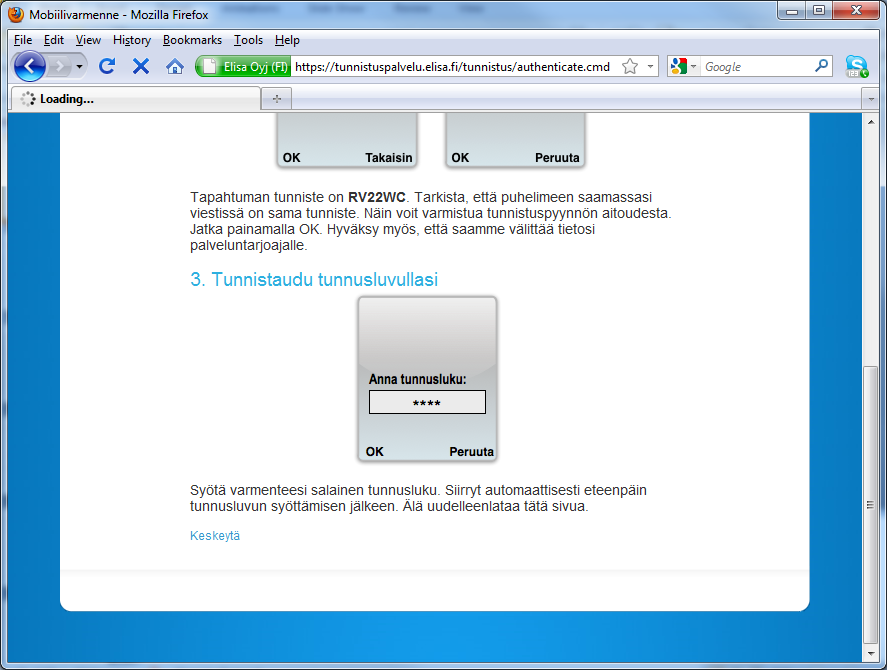 Mobiilivarmenne - Mozilla Firefox
File Edit View History Bookmarks Tools Help
Elisa Oyj (FI) https://tunnistuspalvelu.elisa.fi/tunnistus/authenticate.cmd Google
Loading...
OK Takaisin OK Peruuta
Tapahtuman tunniste on RV22WC. Tarkista, että puhelimeen saamassasi
viestissä on sama tunniste. Näin voit varmistua tunnistuspyynnön aitoudesta.
Jatka painamalla OK. Hyväksy myös, että saamme välittää tietosi
palveluntarjoajalle.
3. Tunnistaudu tunnusluvullasi
Anna tunnusluku:
****
OK Peruuta
Syötä varmenteesi salainen tunnusluku. Siirryt automaattisesti eteenpäin
tunnusluvun syöttämisen jälkeen. Älä uudelleenlataa tätä sivua.
Keskeytä